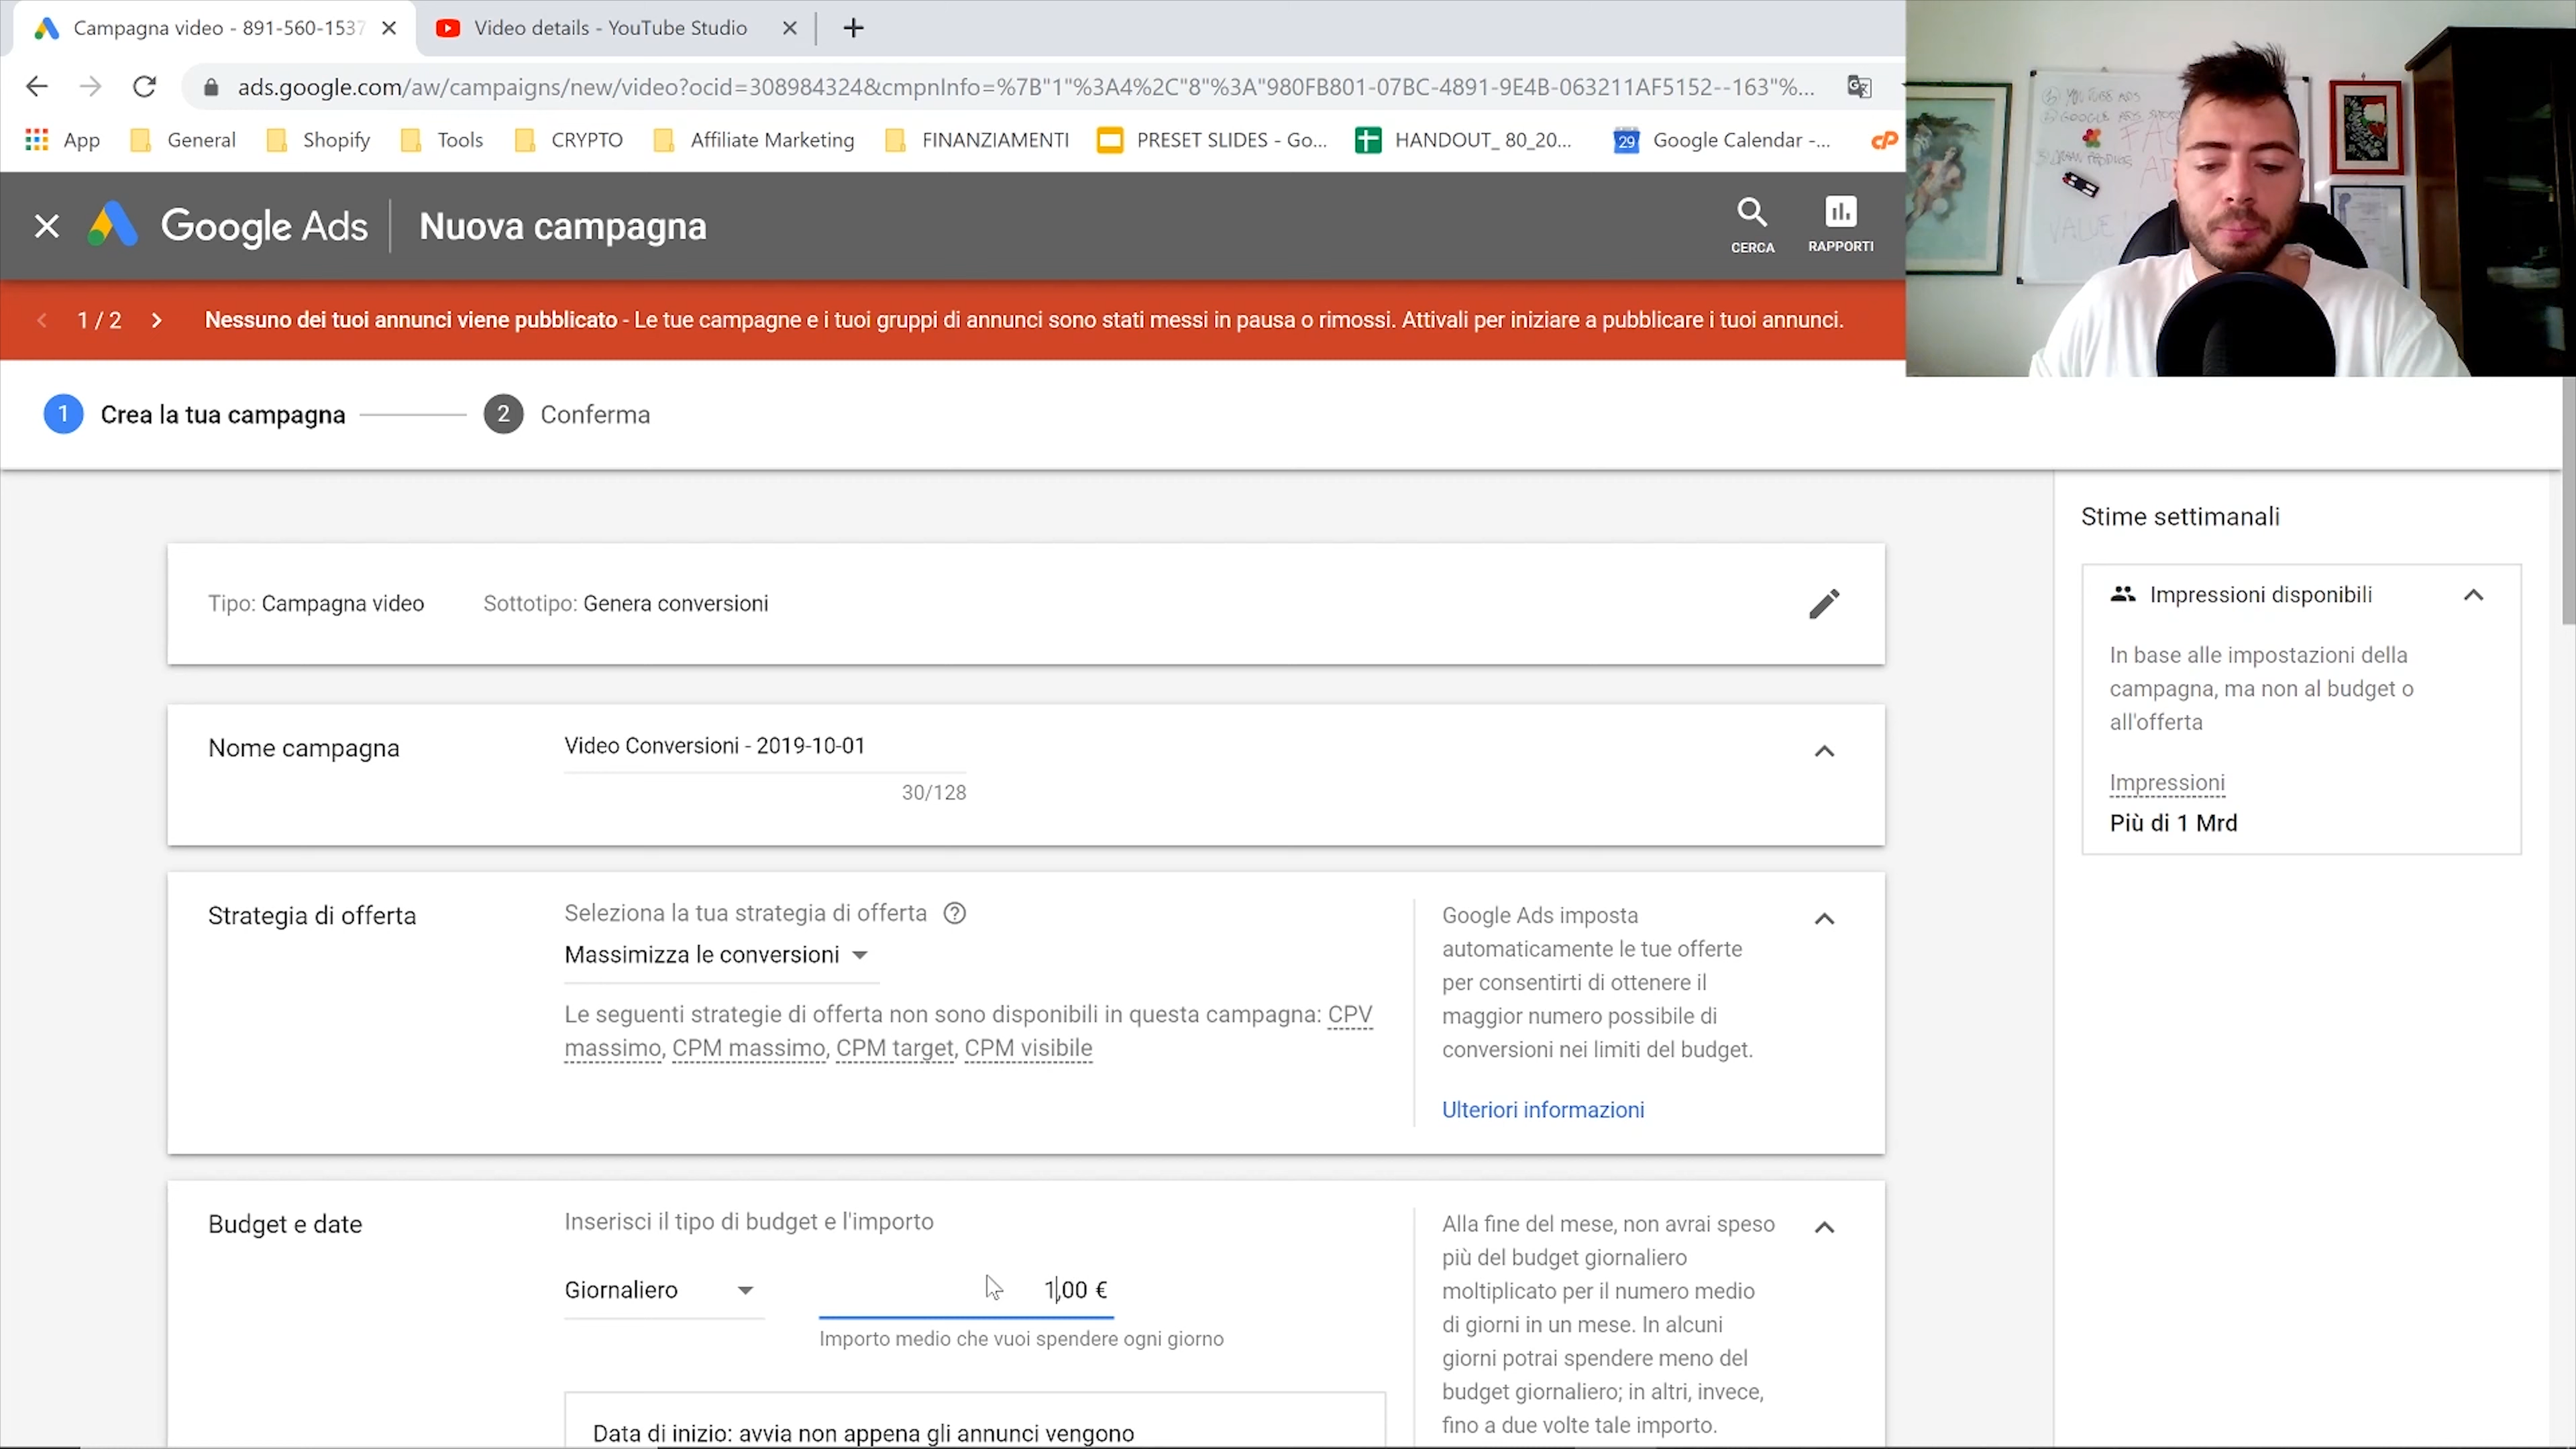 Campagna video - 891-560-1537
Video details - YouTube Studio
ads.google.com/aw/campaigns/new/video?ocid=308984324&cmpnInfo=%7B"1"%3A4%2C"8"%3A"980FB801-07BC-4891-9E4B-063211AF5152--163"%...
App General Shopify Tools CRYPTO Affiliate Marketing FINANZIAMENTI PRESET SLIDES - Go... HANDOUT_ 80_20... 29 Google Calendar -...
Google Ads Nuova campagna
CERCA RAPPORTI
1 / 2 Nessuno dei tuoi annunci viene pubblicato - Le tue campagne e i tuoi gruppi di annunci sono stati messi in pausa o rimossi. Attivali per iniziare a pubblicare i tuoi annunci.
1 Crea la tua campagna 2 Conferma
Tipo: Campagna video Sottotipo: Genera conversioni
Nome campagna
Video Conversioni - 2019-10-01
30/128
Strategia di offerta
Seleziona la tua strategia di offerta
Massimizza le conversioni
Le seguenti strategie di offerta non sono disponibili in questa campagna: CPV
massimo, CPM massimo, CPM target, CPM visibile
Google Ads imposta
automaticamente le tue offerte
per consentirti di ottenere il
maggior numero possibile di
conversioni nei limiti del budget.
Ulteriori informazioni
Budget e date
Inserisci il tipo di budget e l'importo
Giornaliero
1,00 €
Importo medio che vuoi spendere ogni giorno
Data di inizio: avvia non appena gli annunci vengono
Alla fine del mese, non avrai speso
più del budget giornaliero
moltiplicato per il numero medio
di giorni in un mese. In alcuni
giorni potrai spendere meno del
budget giornaliero; in altri, invece,
fino a due volte tale importo.
Stime settimanali
Impressioni disponibili
In base alle impostazioni della
campagna, ma non al budget o
all'offerta
Impressioni
Più di 1 Mrd
YOUTUBE ADS